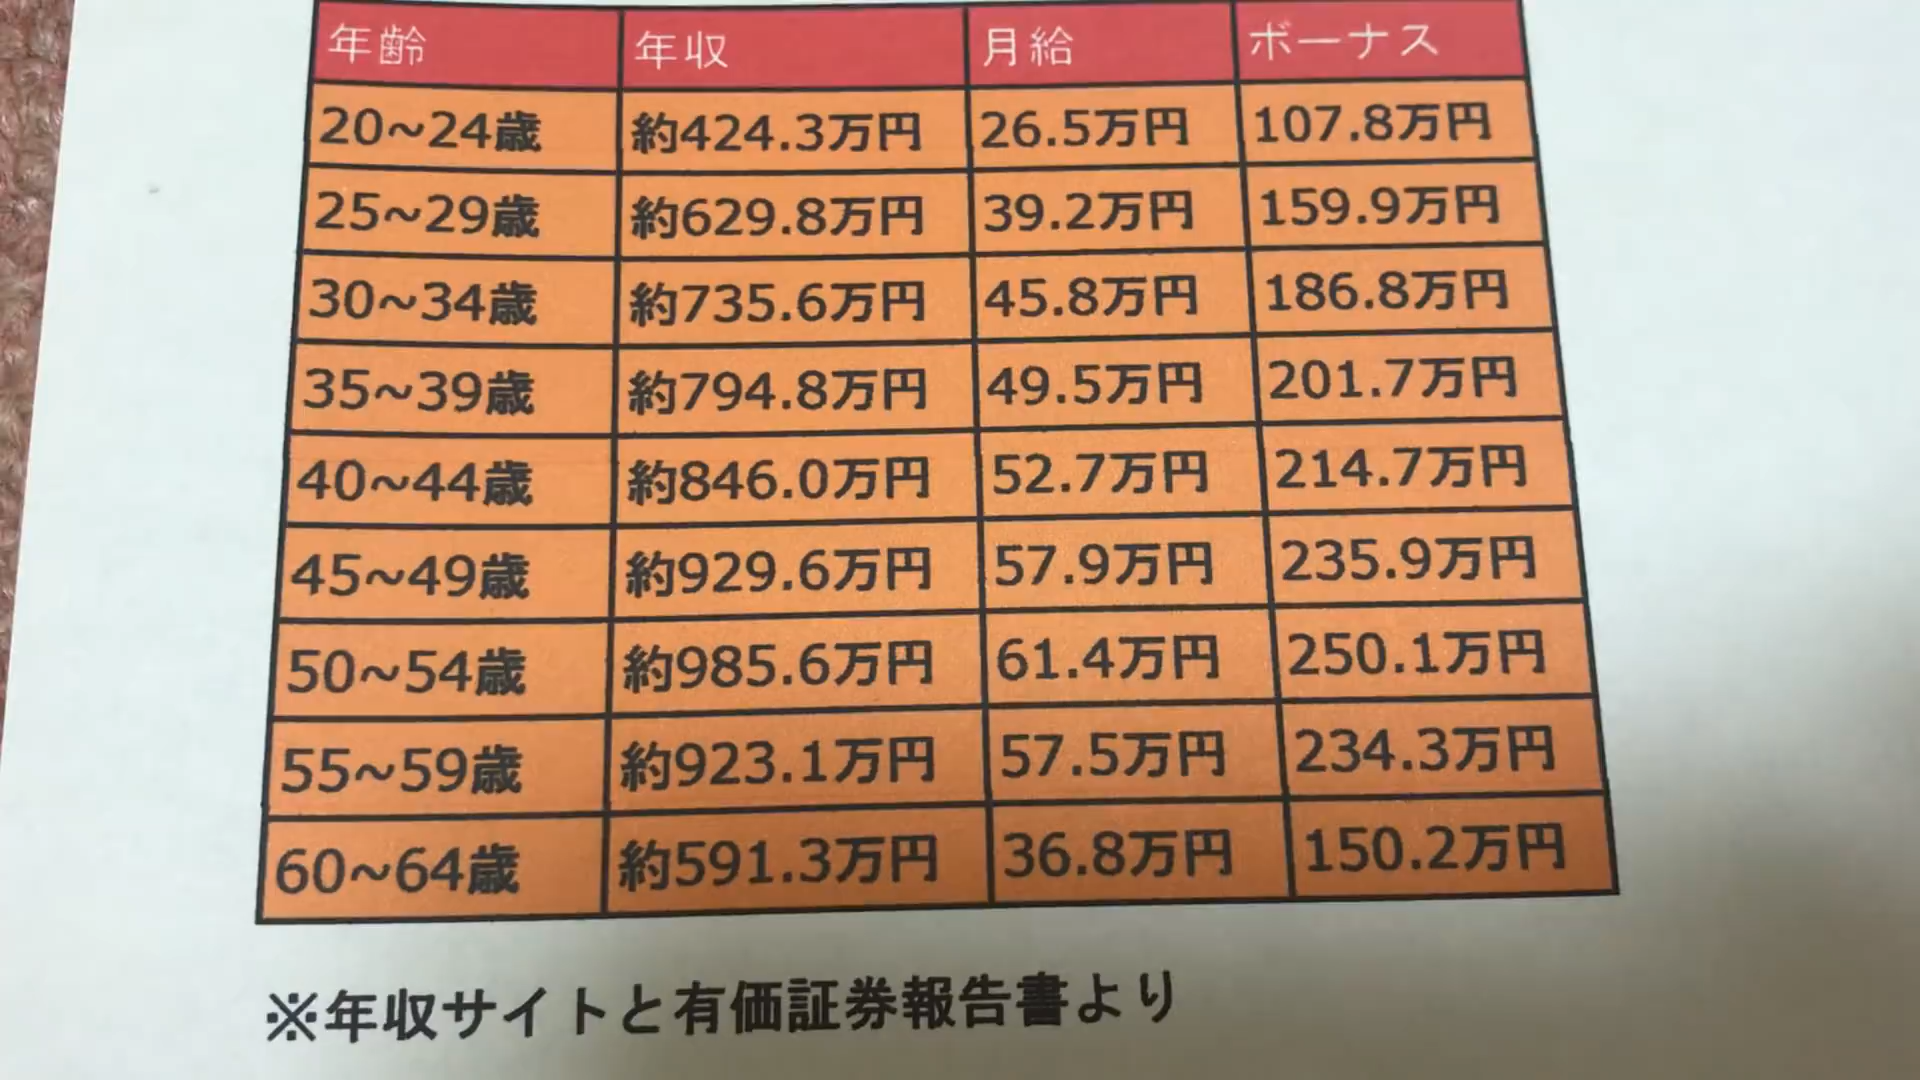 年齢 年収 月給 ボーナス
20~24歳 約424.3万円 26.5万円 107.8万円
25~29歳 約629.8万円 39.2万円 159.9万円
30~34歳 約735.6万円 45.8万円 186.8万円
35~39歳 約794.8万円 49.5万円 201.7万円
40~44歳 約846.0万円 52.7万円 214.7万円
45~49歳 約929.6万円 57.9万円 235.9万円
50~54歳 約985.6万円 61.4万円 250.1万円
55~59歳 約923.1万円 57.5万円 234.3万円
60~64歳 約591.3万円 36.8万円 150.2万円
※年収サイトと有価証券報告書より